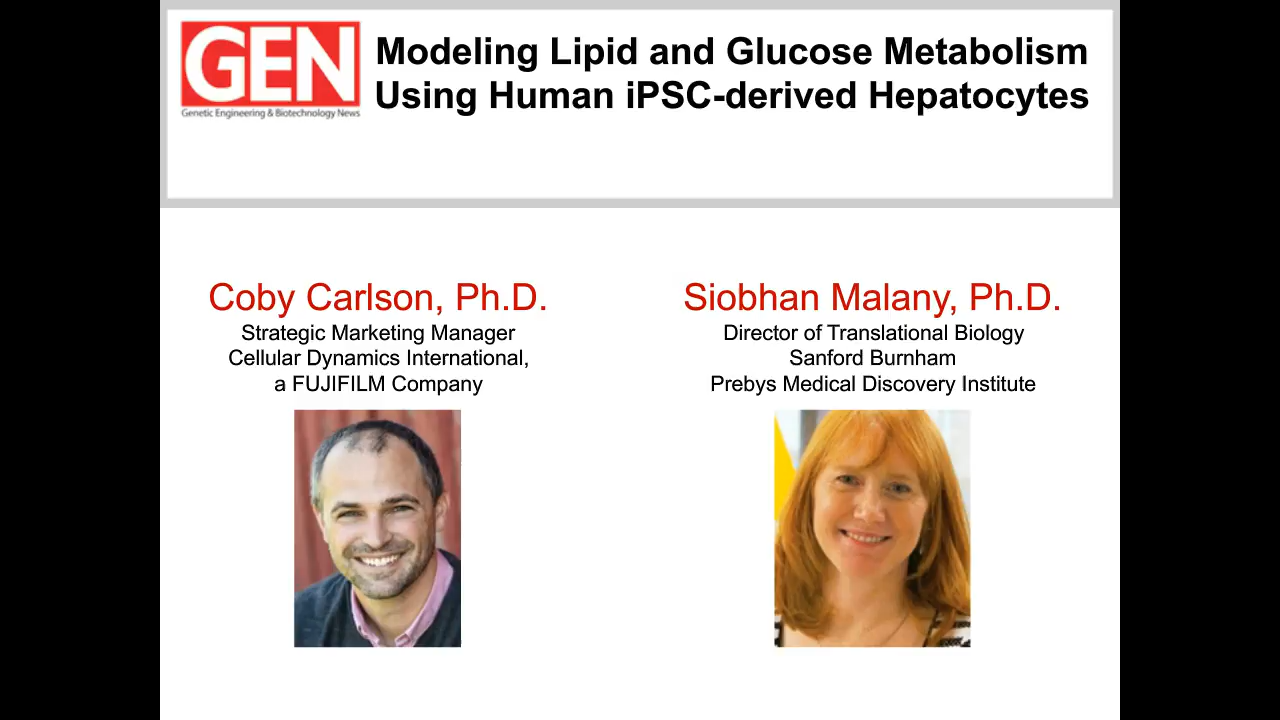 GEN
Genetic Engineering & Biotechnology News
Modeling Lipid and Glucose Metabolism
Using Human iPSC-derived Hepatocytes
Coby Carlson, Ph.D.
Strategic Marketing Manager
Cellular Dynamics International,
a FUJIFILM Company
Siobhan Malany, Ph.D.
Director of Translational Biology
Sanford Burnham
Prebys Medical Discovery Institute